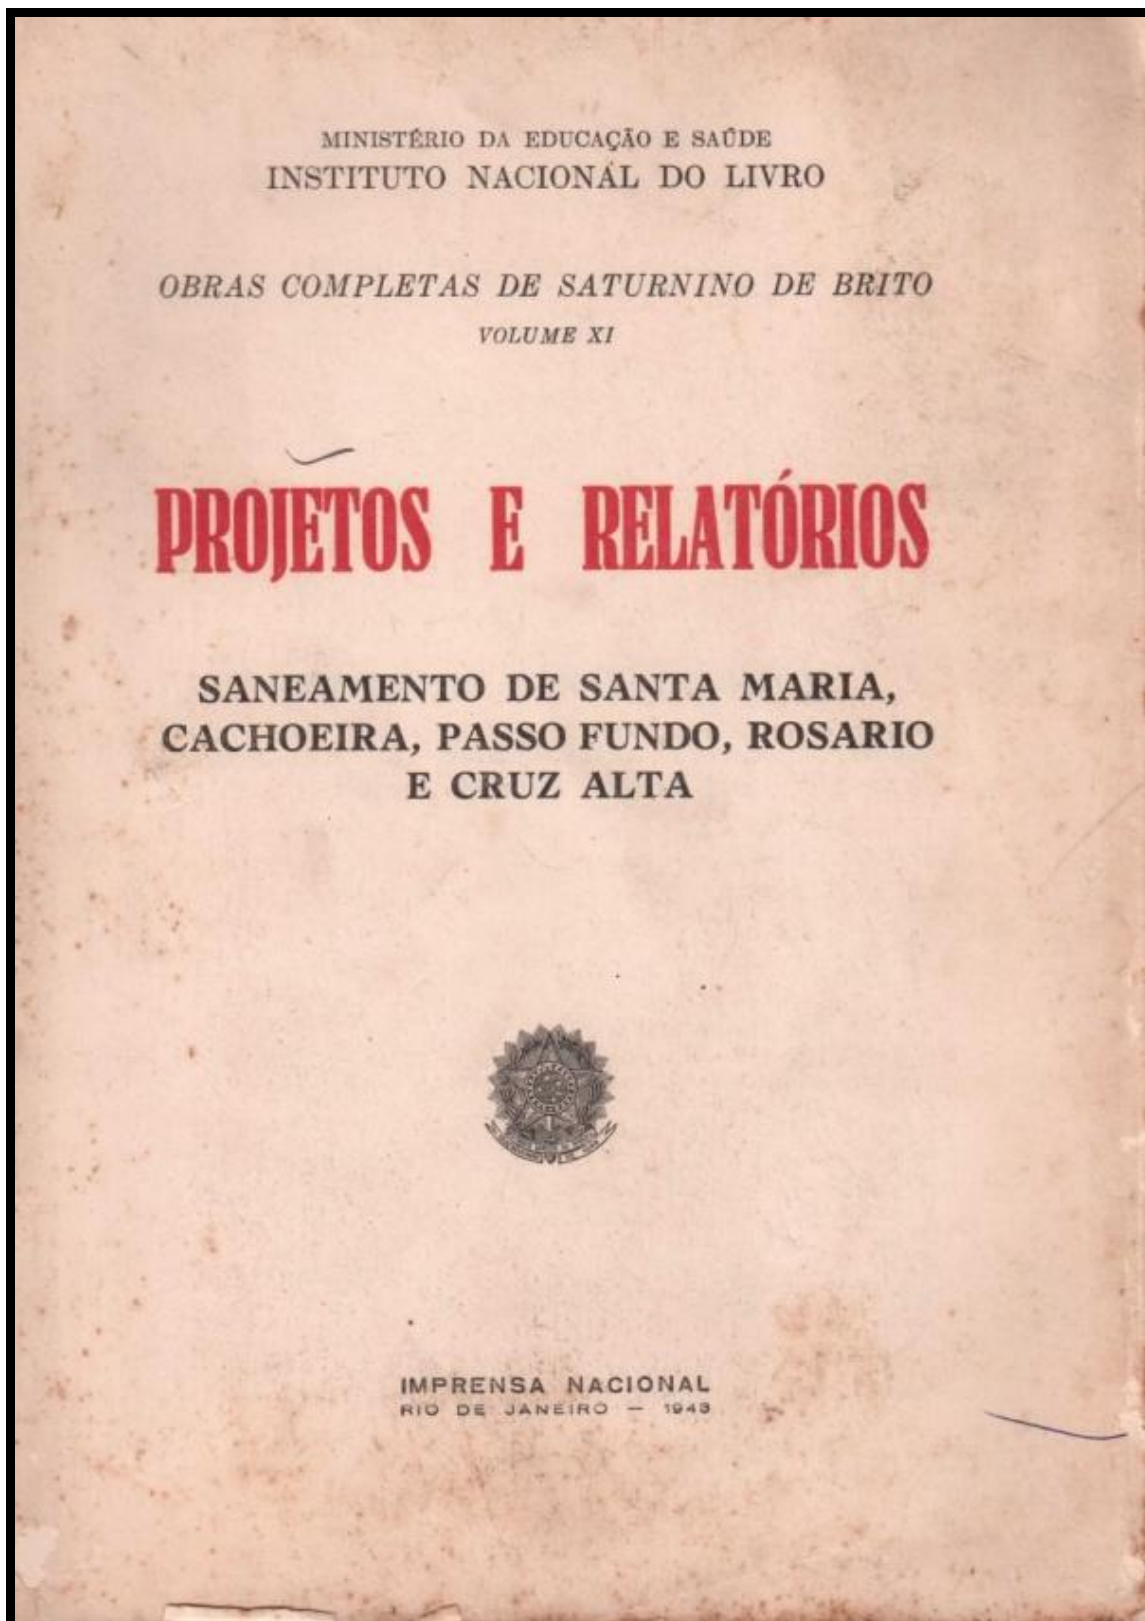 MINISTÉRIO DA EDUCAÇÃO E SAÚDE
INSTITUTO NACIONAL DO LIVRO
OBRAS COMPLETAS DE SATURNINO DE BRITO
VOLUME XI
PROJETOS E RELATÓRIOS
SANEAMENTO DE SANTA MARIA,
CACHOEIRA, PASSO FUNDO, ROSARIO
E CRUZ ALTA
IMPRENSA NACIONAL
RIO DE JANEIRO — 1943